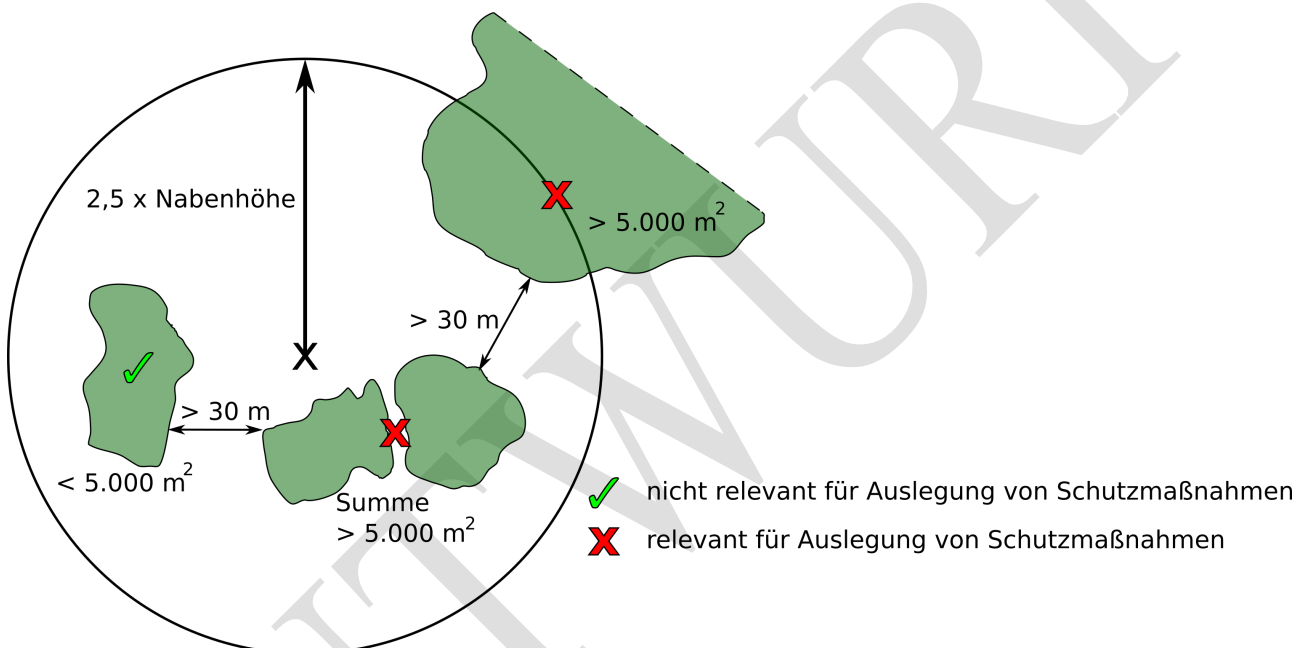 2,5 x Nabenhöhe
X
> 5.000 m²
> 30 m
> 30 m
< 5.000 m²
Summe
> 5.000 m²
nicht relevant für Auslegung von Schutzmaßnahmen
relevant für Auslegung von Schutzmaßnahmen